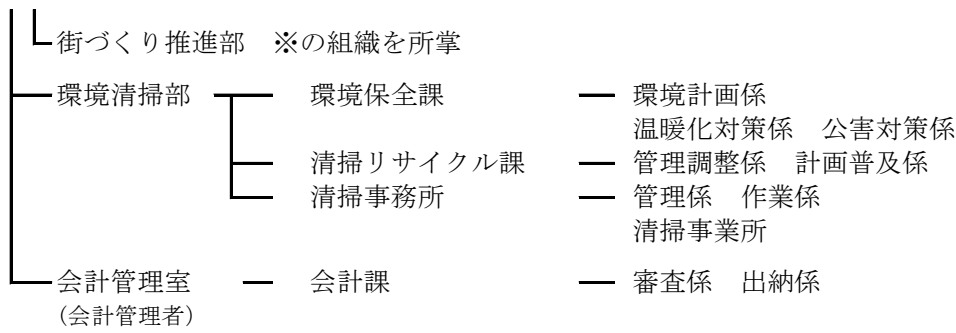 街づくり推進部　※の組織を所掌
環境清掃部　環境保全課　環境計画係
温暖化対策係　公害対策係
清掃リサイクル課　管理調整係　計画普及係
清掃事務所　管理係　作業係
清掃事業所
会計管理室　会計課　審査係　出納係
（会計管理者）